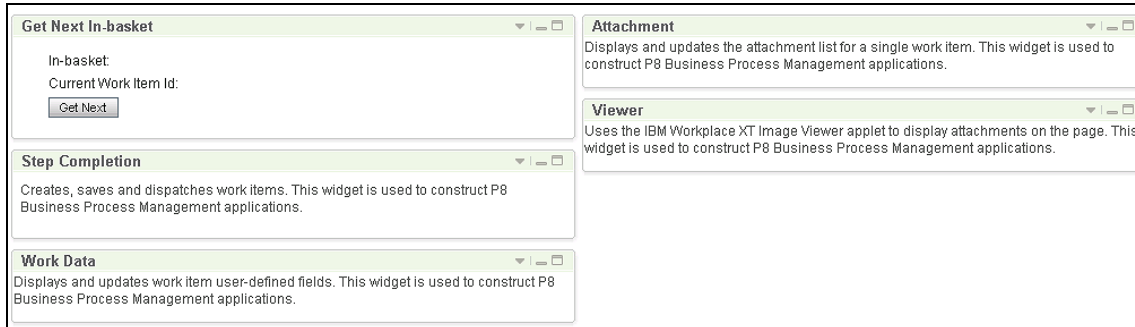 Get Next In-basket
In-basket:
Current Work Item Id:
Get Next
Step Completion
Creates, saves and dispatches work items. This widget is used to construct P8
Business Process Management applications.
Work Data
Displays and updates work item user-defined fields. This widget is used to construct P8
Business Process Management applications.
Attachment
Displays and updates the attachment list for a single work item. This widget is used to
construct P8 Business Process Management applications.
Viewer
Uses the IBM Workplace XT Image Viewer applet to display attachments on the page. This
widget is used to construct P8 Business Process Management applications.